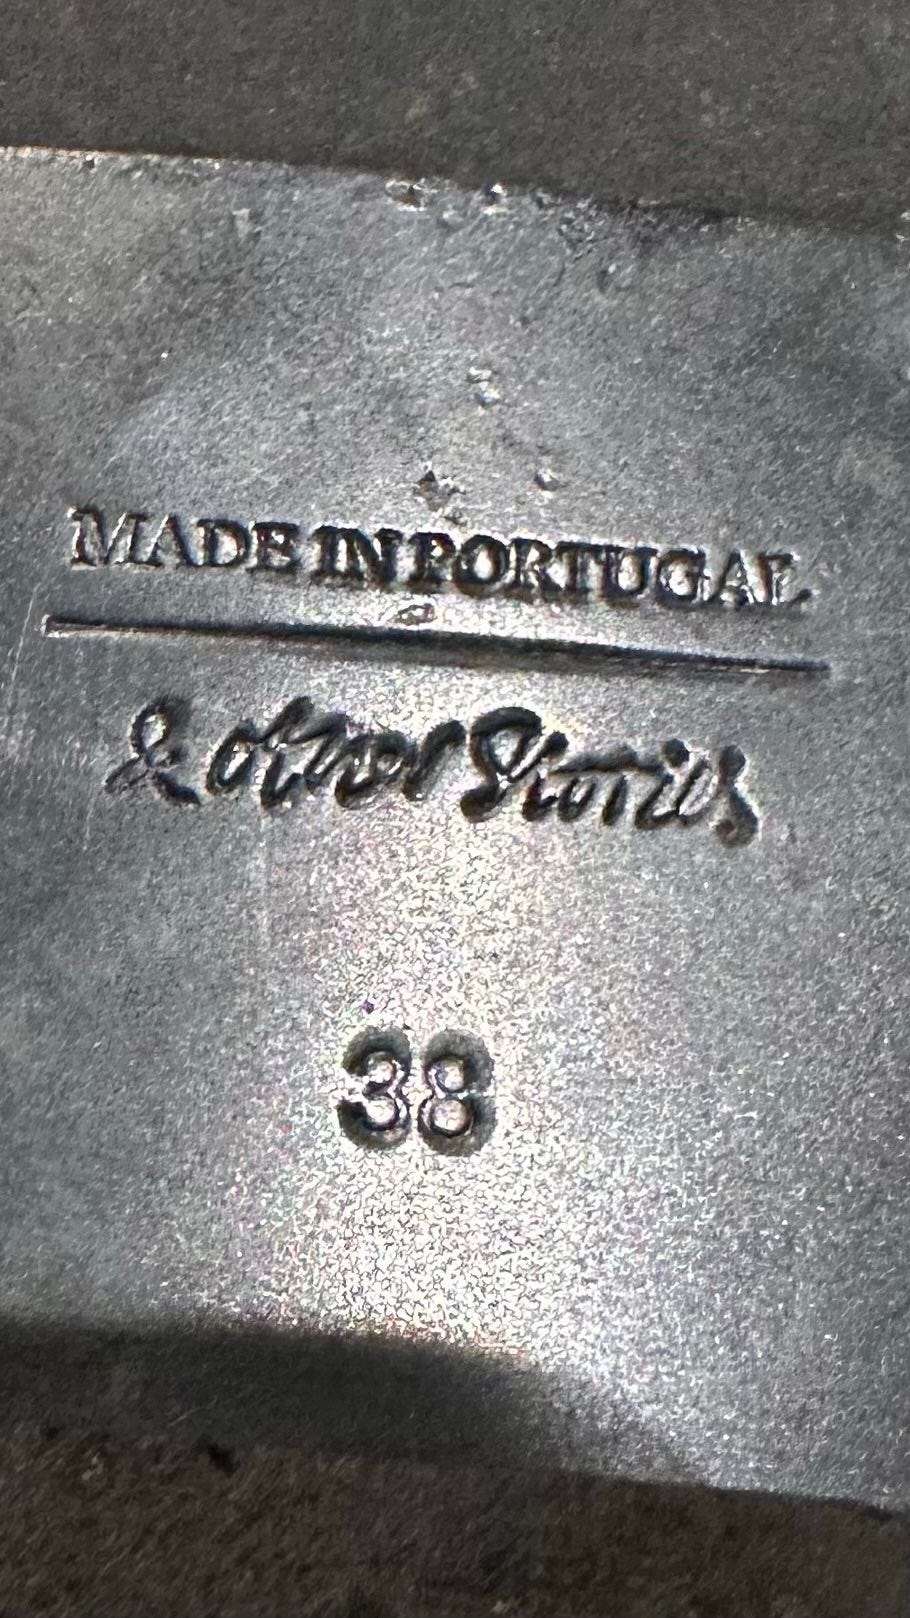 MADE IN PORTUGAL
& other Stories
38